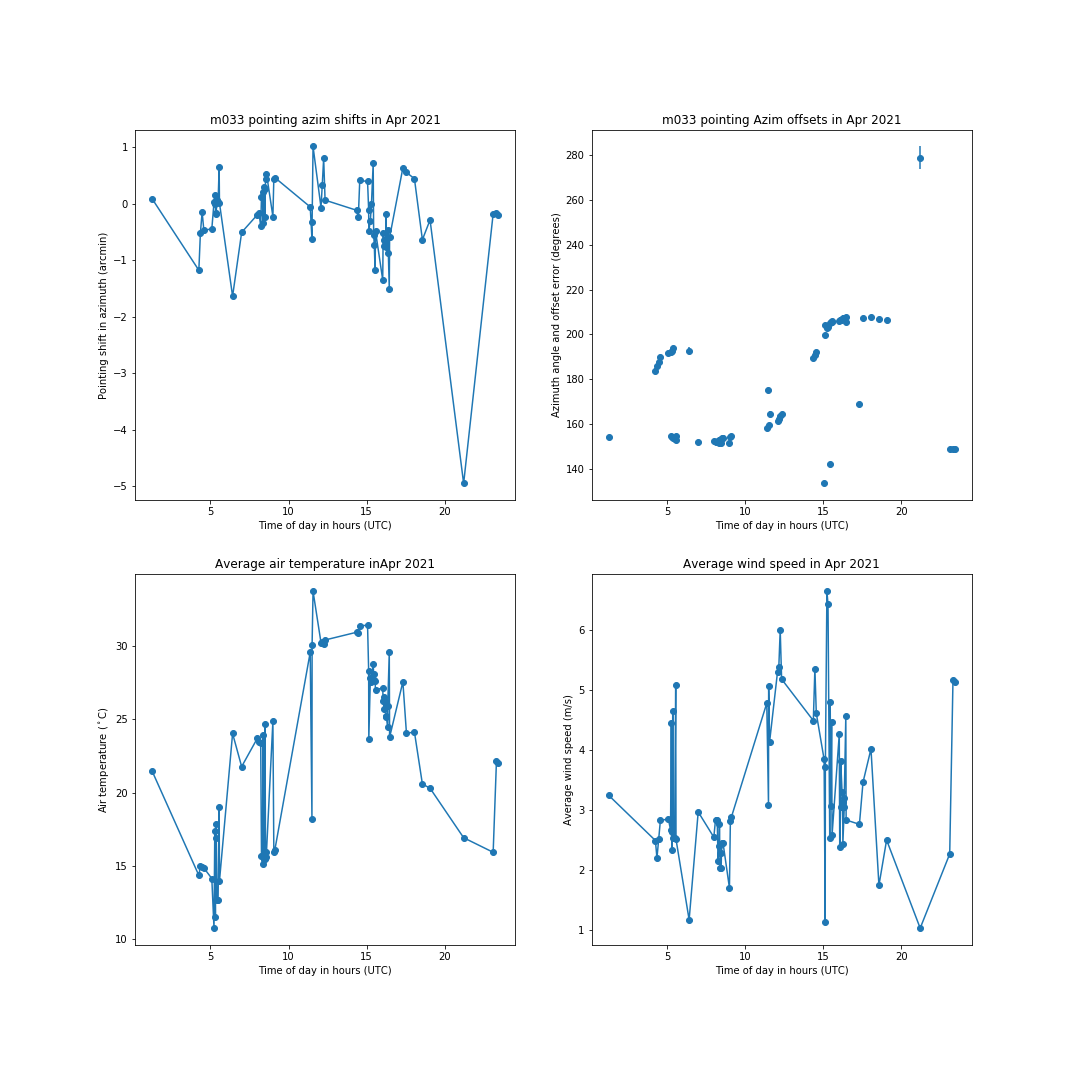 m033 pointing azim shifts in Apr 2021
Pointing shift in azimuth (arcmin)
1
0
−1
−2
−3
−4
−5
5 10 15 20
Time of day in hours (UTC)
m033 pointing Azim offsets in Apr 2021
Azimuth angle and offset error (degrees)
280
260
240
220
200
180
160
140
5 10 15 20
Time of day in hours (UTC)
Average air temperature inApr 2021
Air temperature (°C)
30
25
20
15
10
5 10 15 20
Time of day in hours (UTC)
Average wind speed in Apr 2021
Average wind speed (m/s)
6
5
4
3
2
1
5 10 15 20
Time of day in hours (UTC)